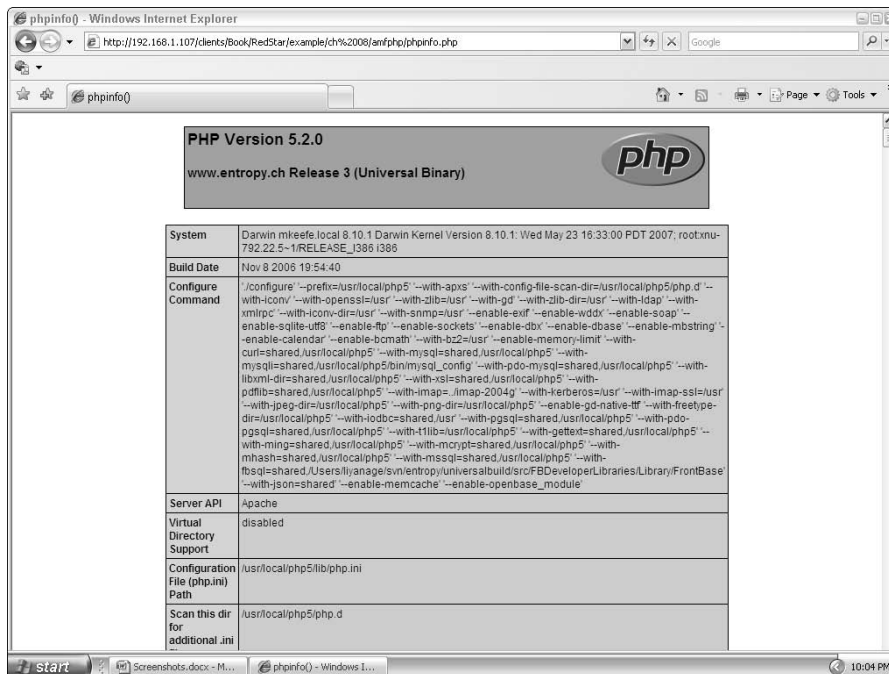 phpinfo() - Windows Internet Explorer
http://192.168.1.107/clients/Book/RedStar/example/ch%2008/amfphp/phpinfo.php
Google
phpinfo()
Page
Tools
PHP Version 5.2.0
php
www.entropy.ch Release 3 (Universal Binary)
System
Darwin mkeefe.local 8.10.1 Darwin Kernel Version 8.10.1: Wed May 23 16:33:00 PDT 2007; root:xnu-
792.22.5~1/RELEASE_I386 i386
Build Date
Nov 8 2006 19:54:40
Configure
Command
'./configure' '--prefix=/usr/local/php5' '--with-apxs' '--with-config-file-scan-dir=/usr/local/php5/php.d' '--
with-iconv' '--with-openssl=/usr' '--with-zlib=/usr' '--with-gd' '--with-zlib-dir=/usr' '--with-ldap' '--with-
xmlrpc' '--with-iconv-dir=/usr' '--with-snmp=/usr' '--enable-exif' '--enable-wddx' '--enable-soap' '--
enable-sqlite-utf8' '--enable-ftp' '--enable-sockets' '--enable-dbx' '--enable-dbase' '--enable-mbstring' '-
-enable-calendar' '--enable-bcmath' '--with-bz2=/usr' '--enable-memory-limit' '--with-
curl=shared,/usr/local/php5' '--with-mysql=shared,/usr/local/php5' '--with-
mysqli=shared,/usr/local/php5/bin/mysql_config' '--with-pdo-mysql=shared,/usr/local/php5' '--with-
libxml-dir=shared,/usr/local/php5' '--with-xsl=shared,/usr/local/php5' '--with-
pdflib=shared,/usr/local/php5' '--with-imap=../imap-2004g' '--with-kerberos=/usr' '--with-imap-ssl=/usr'
'--with-jpeg-dir=/usr/local/php5' '--with-png-dir=/usr/local/php5' '--enable-gd-native-ttf' '--with-freetype-
dir=/usr/local/php5' '--with-iodbc=shared,/usr' '--with-pgsql=shared,/usr/local/php5' '--with-pdo-
pgsql=shared,/usr/local/php5' '--with-t1lib=/usr/local/php5' '--with-gettext=shared,/usr/local/php5' '--
with-ming=shared,/usr/local/php5' '--with-mcrypt=shared,/usr/local/php5' '--with-
mhash=shared,/usr/local/php5' '--with-mssql=shared,/usr/local/php5' '--with-
fbsql=shared,/Users/liyanage/svn/entropy/universalbuild/src/FBDeveloperLibraries/Library/FrontBase'
'--with-json=shared' '--enable-memcache' '--enable-openbase_module'
Server API
Apache
Virtual
Directory
Support
disabled
Configuration
File (php.ini)
Path
/usr/local/php5/lib/php.ini
Scan this dir
for
additional .ini
/usr/local/php5/php.d
start
Screenshots.docx - M...
phpinfo() - Windows I...
10:04 PM